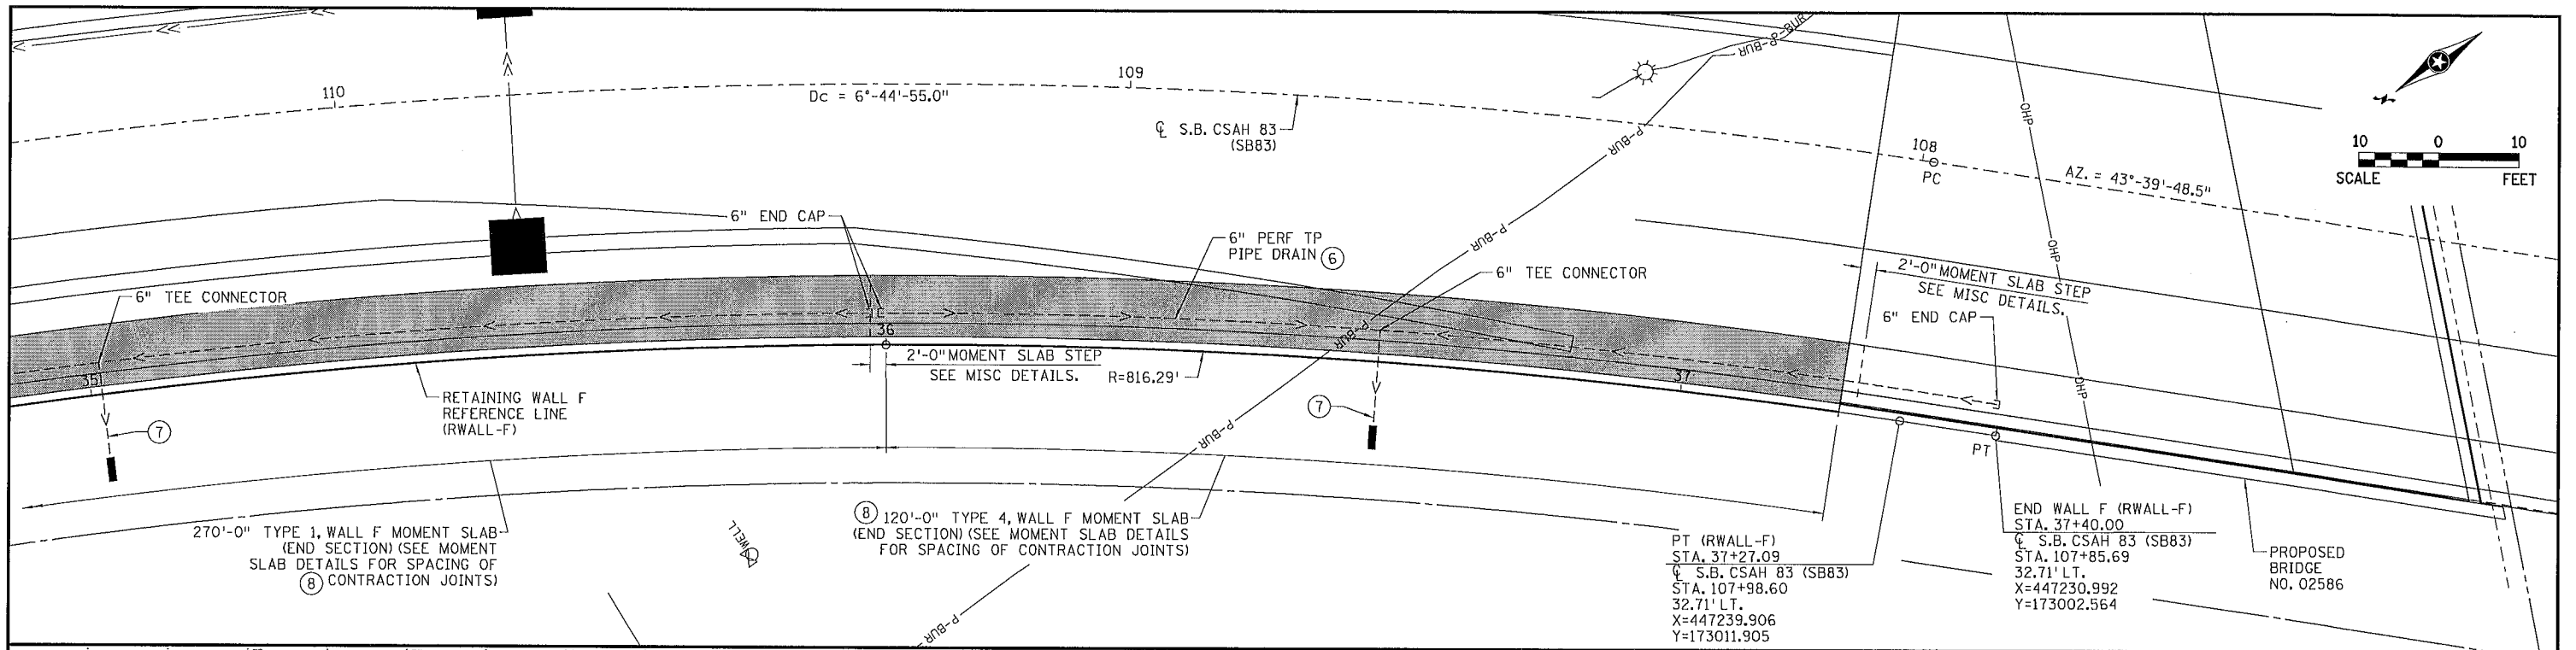 110
109
Dc = 6°-44'-55.0"
℄ S.B. CSAH 83
(SB83)
P-BUR
P-BUR
P-BUR
P-BUR
P-BUR
P-BUR
P-BUR
OHP
OHP
OHP
108
PC
AZ. = 43°-39'-48.5"
10 0 10
SCALE FEET
6" END CAP
6" PERF TP
PIPE DRAIN 6
6" TEE CONNECTOR
6" TEE CONNECTOR
2'-0" MOMENT SLAB STEP
SEE MISC DETAILS.
6" END CAP
35
36
37
2'-0" MOMENT SLAB STEP
SEE MISC DETAILS.
R=816.29'
RETAINING WALL F
REFERENCE LINE
(RWALL-F)
7
7
PT
270'-0" TYPE 1, WALL F MOMENT SLAB
(END SECTION) (SEE MOMENT
SLAB DETAILS FOR SPACING OF
8 CONTRACTION JOINTS)
WELL
8 120'-0" TYPE 4, WALL F MOMENT SLAB
(END SECTION) (SEE MOMENT SLAB DETAILS
FOR SPACING OF CONTRACTION JOINTS)
PT (RWALL-F)
STA. 37+27.09
℄ S.B. CSAH 83 (SB83)
STA. 107+98.60
32.71' LT.
X=447239.906
Y=173011.905
END WALL F (RWALL-F)
STA. 37+40.00
℄ S.B. CSAH 83 (SB83)
STA. 107+85.69
32.71' LT.
X=447230.992
Y=173002.564
PROPOSED
BRIDGE
NO. 02586